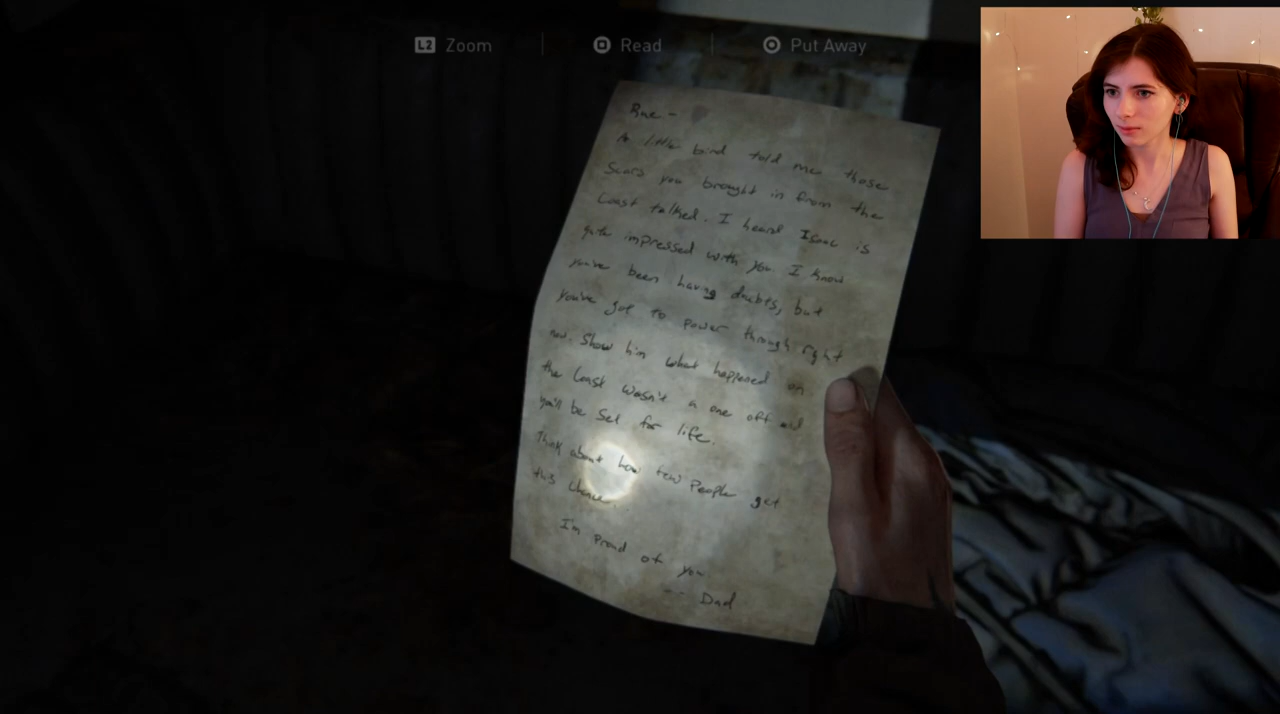 L2 Zoom | Read | Put Away
Rue -
A little bird told me those
Scars you brought in from the
Coast talked. I heard Isaac is
quite impressed with you. I know
you've been having doubts, but
you've got to power through right
now. Show him what happened on
the Coast wasn't a one off and
you'll be set for life.
Think about how few people get
this chance.
I'm proud of you
-- Dad